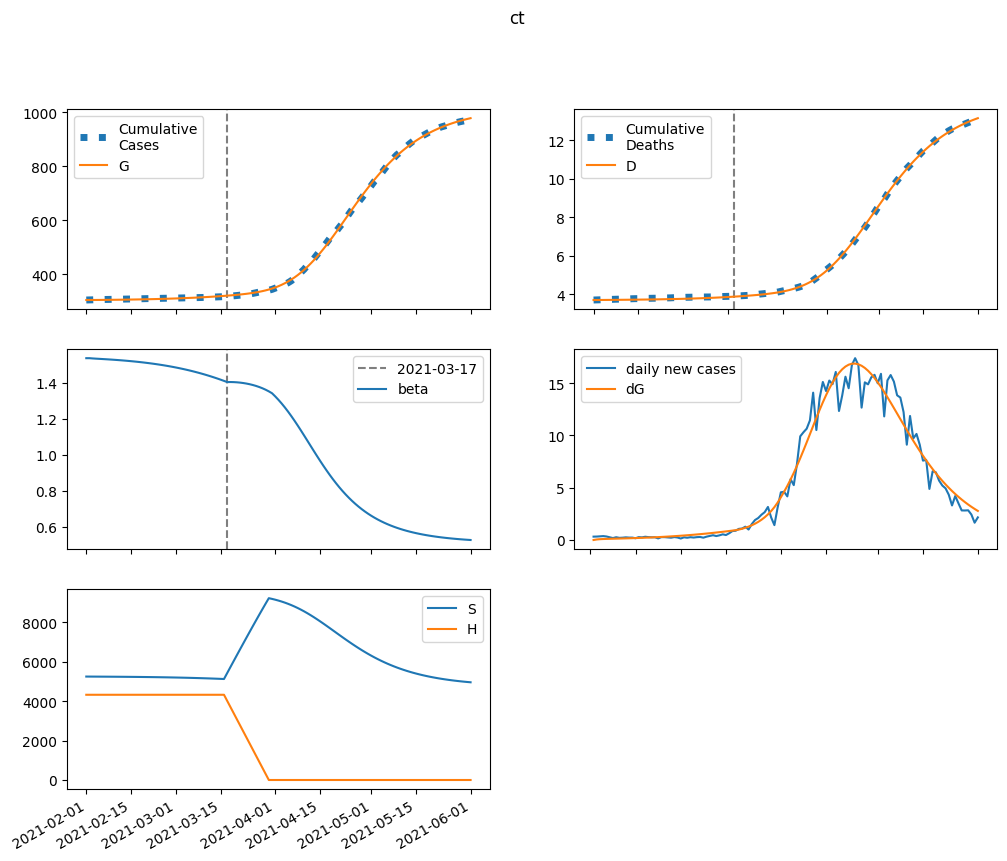 ct
1000
800
600
400
Cumulative
Cases
G
12
10
8
6
4
Cumulative
Deaths
D
1.4
1.2
1.0
0.8
0.6
2021-03-17
beta
15
10
5
0
daily new cases
dG
8000
6000
4000
2000
0
S
H
2021-02-01
2021-02-15
2021-03-01
2021-03-15
2021-04-01
2021-04-15
2021-05-01
2021-05-15
2021-06-01